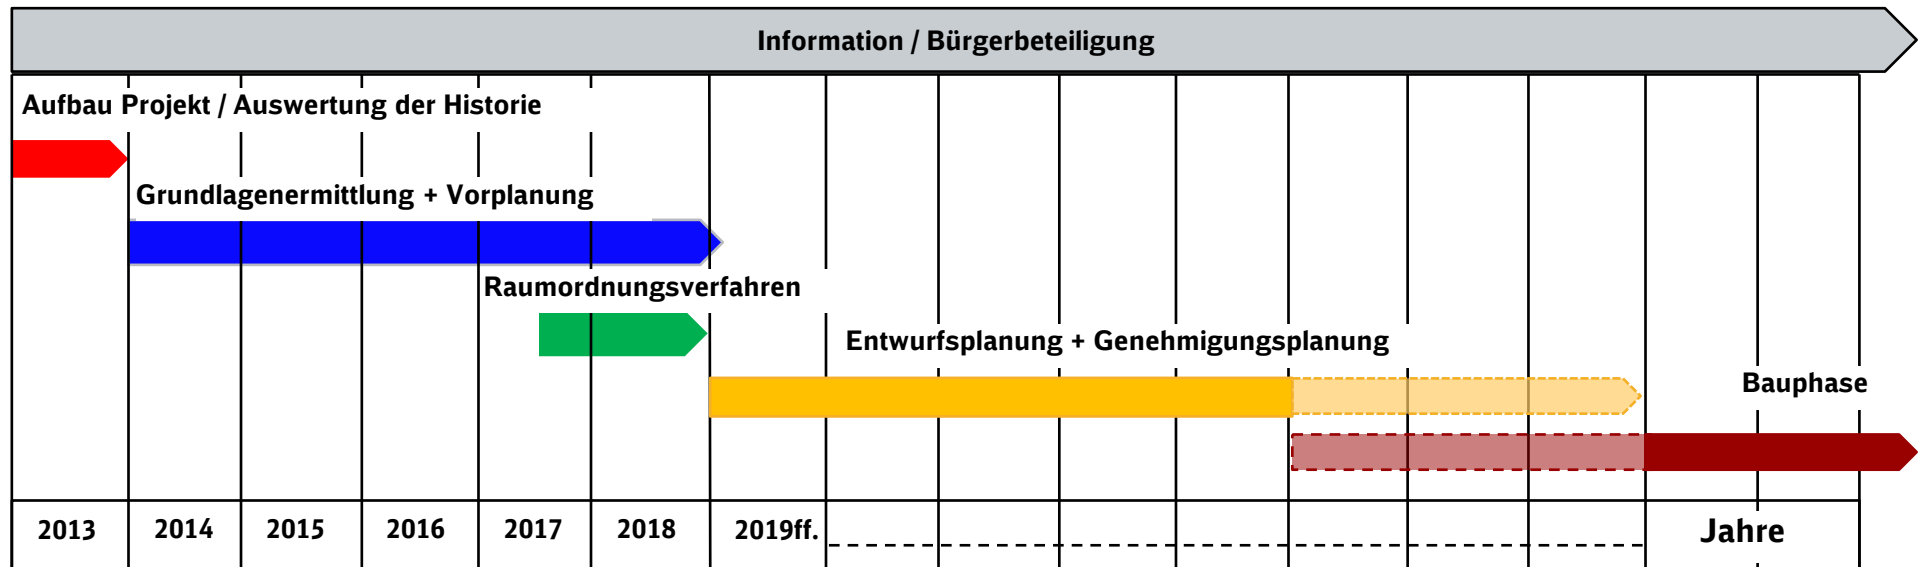 Information / Bürgerbeteiligung
Aufbau Projekt / Auswertung der Historie
Grundlagenermittlung + Vorplanung
Raumordnungsverfahren
Entwurfsplanung + Genehmigungsplanung
Bauphase
2013 2014 2015 2016 2017 2018 2019ff. Jahre